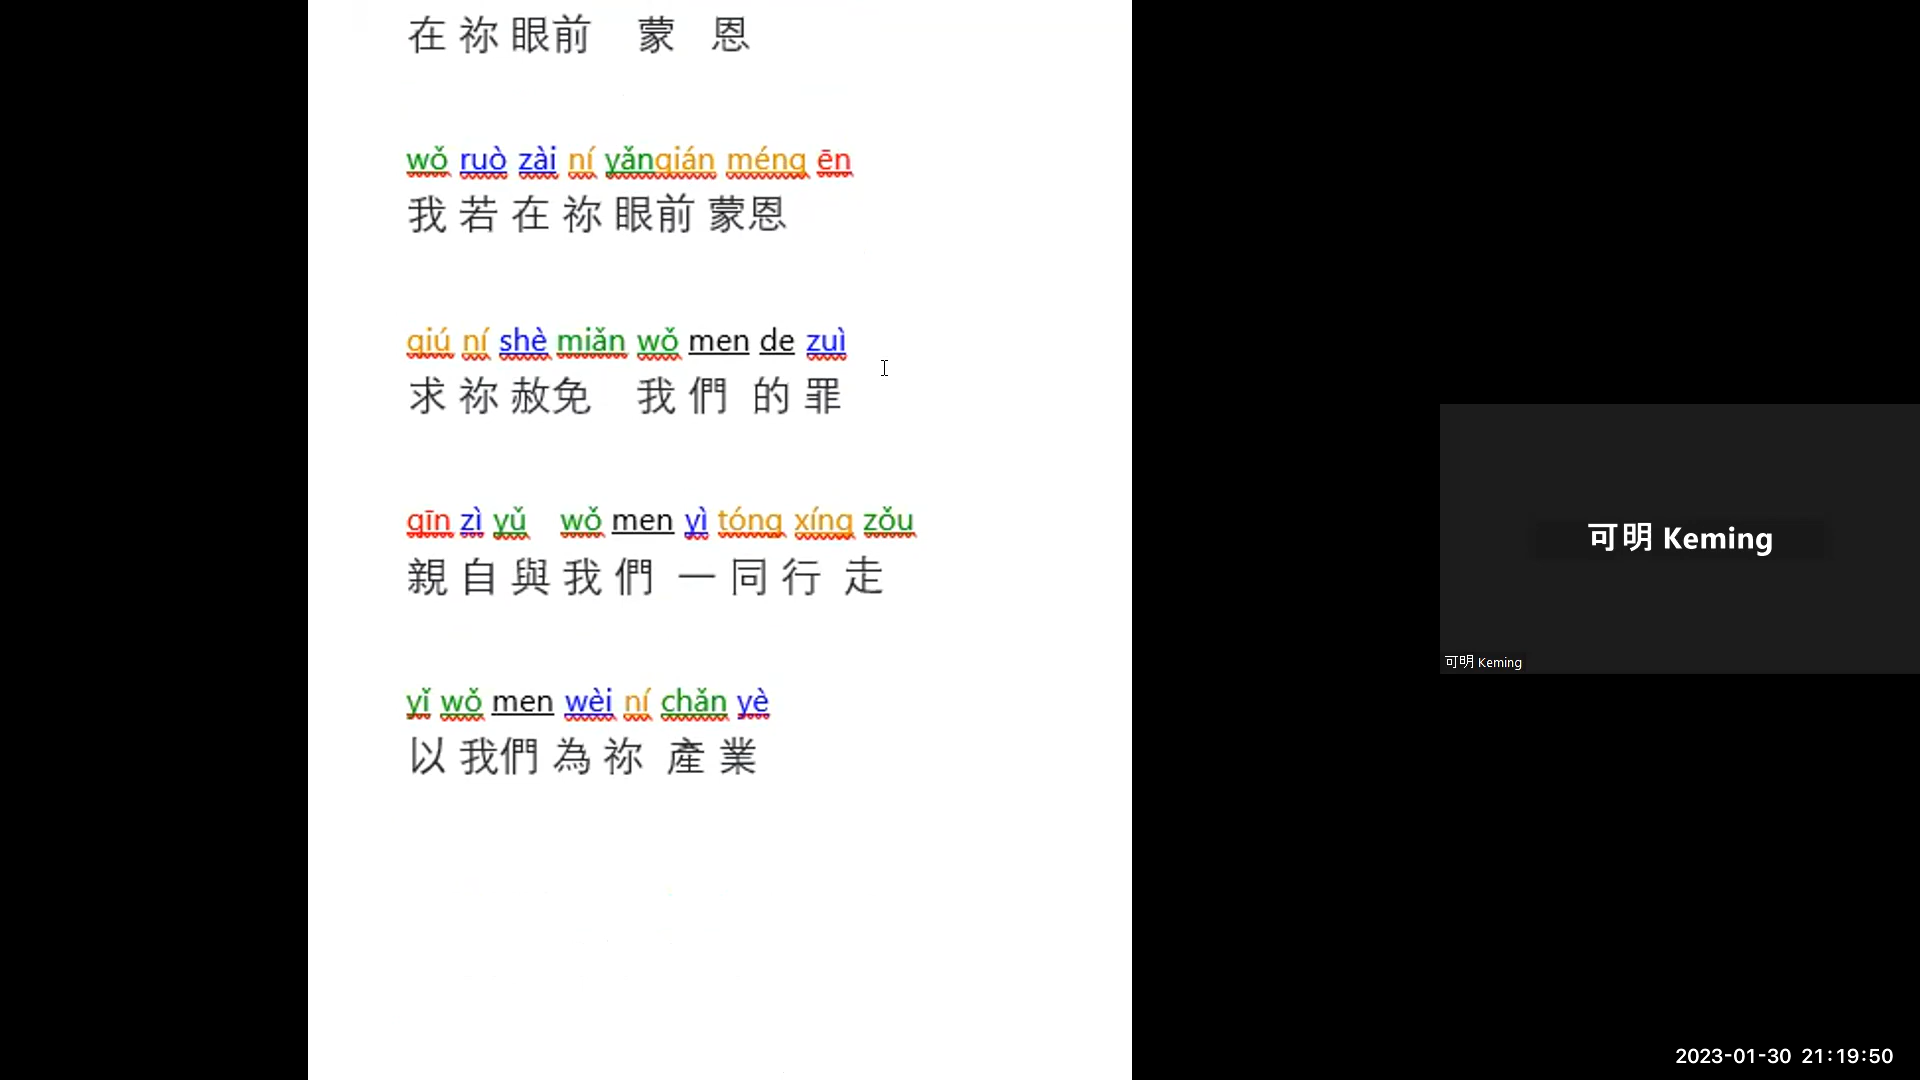 在 祢 眼前 蒙 恩
wǒ ruò zài ní yǎnqián méng ēn
我 若 在 祢 眼前 蒙恩
qiú ní shè miǎn wǒ men de zuì
求 祢 赦免 我 們 的 罪
qīn zì yǔ wǒ men yì tóng xíng zǒu
親 自 與 我 們 一 同 行 走
yǐ wǒ men wèi ní chǎn yè
以 我們 為 祢 產 業
可明 Keming
可明 Keming
2023-01-30 21:19:50